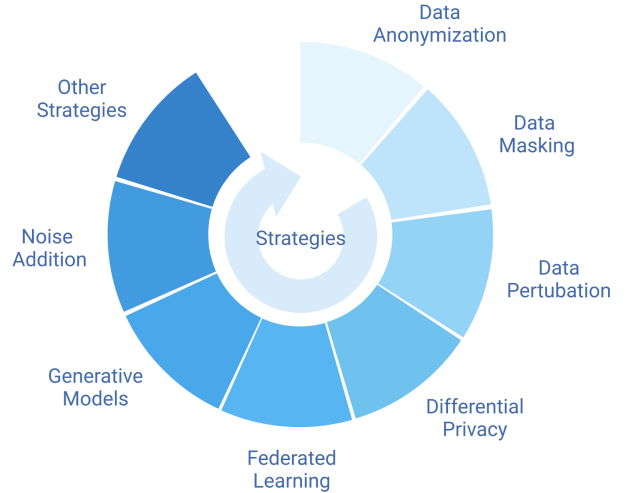 Data
Anonymization
Data
Masking
Data
Pertubation
Differential
Privacy
Federated
Learning
Generative
Models
Noise
Addition
Other
Strategies
Strategies